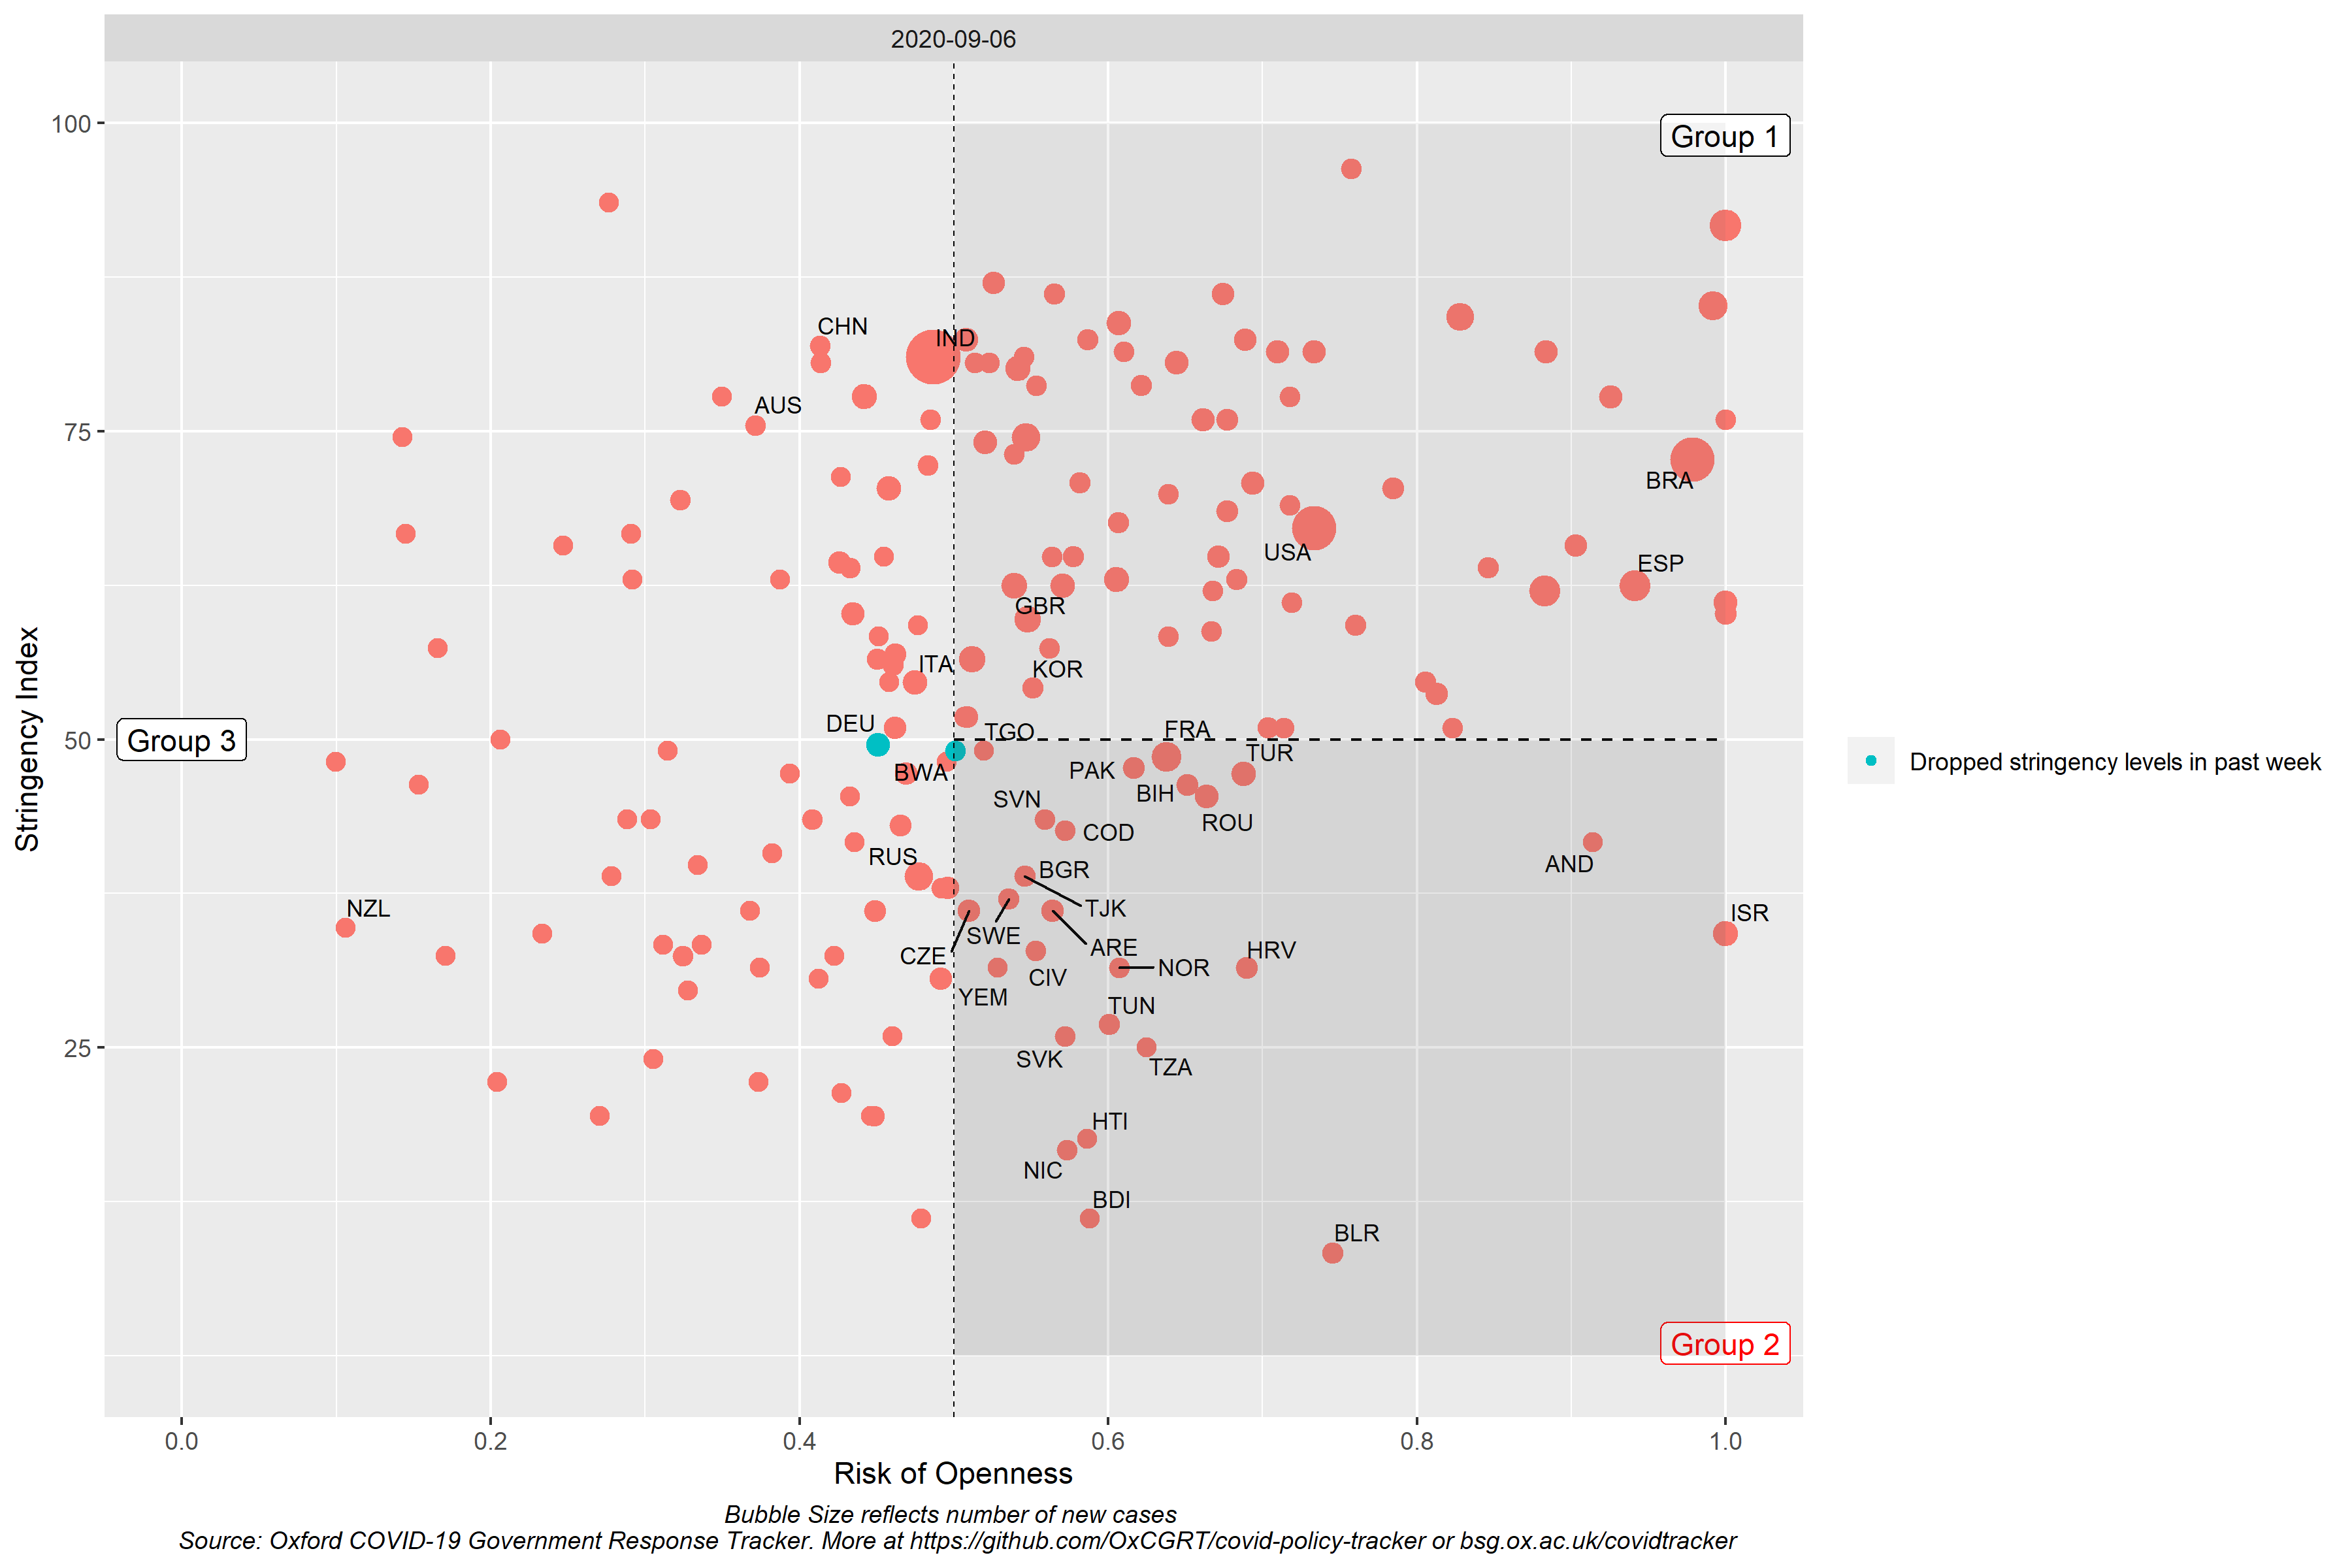 2020-09-06
100
75
50
25
Stringency Index
Group 1
Group 3
Group 2
CHN
IND
AUS
BRA
USA
ESP
GBR
ITA
KOR
DEU
TGO
FRA
TUR
BWA
PAK
BIH
SVN
ROU
COD
RUS
BGR
AND
NZL
TJK
ISR
SWE
CZE
ARE
HRV
NOR
CIV
YEM
TUN
SVK
TZA
HTI
NIC
BDI
BLR
Dropped stringency levels in past week
0.0 0.2 0.4 0.6 0.8 1.0
Risk of Openness
Bubble Size reflects number of new cases
Source: Oxford COVID-19 Government Response Tracker. More at https://github.com/OxCGRT/covid-policy-tracker or bsg.ox.ac.uk/covidtracker